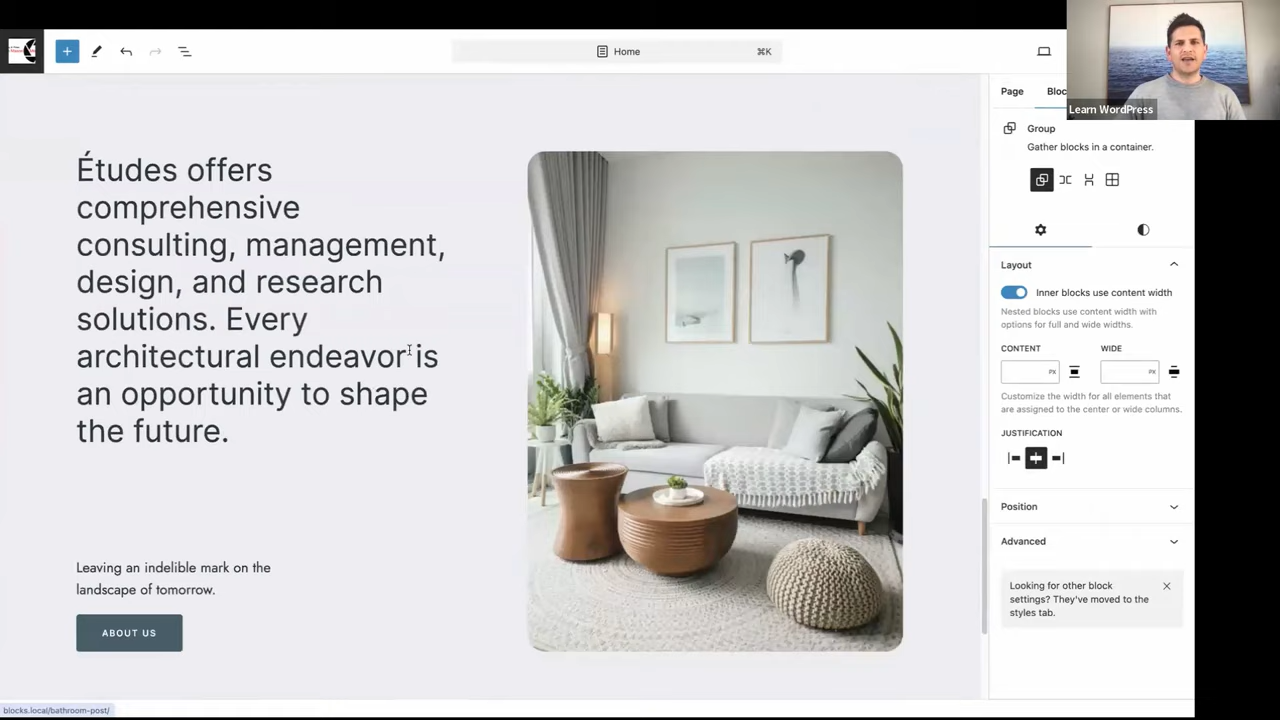 Home
⌘K
Learn WordPress
Page
Bloc
Group
Gather blocks in a container.
Études offers
comprehensive
consulting, management,
design, and research
solutions. Every
architectural endeavor is
an opportunity to shape
the future.
Leaving an indelible mark on the
landscape of tomorrow.
ABOUT US
Layout
Inner blocks use content width
Nested blocks use content width with
options for full and wide widths.
CONTENT
WIDE
PX
PX
Customize the width for all elements that
are assigned to the center or wide columns.
JUSTIFICATION
Position
Advanced
Looking for other block
settings? They've moved to the
styles tab.
blocks.local/bathroom-post/